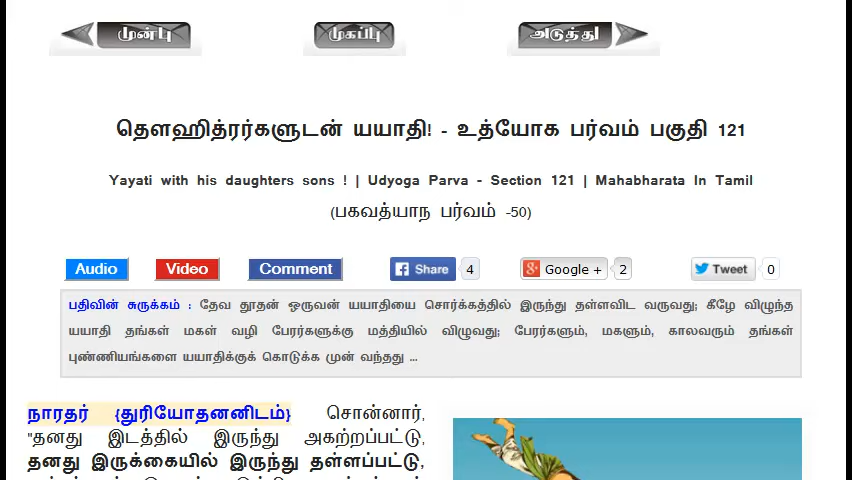 முன்பு முகப்பு அடுத்து
தௌஹித்ரர்களுடன் யயாதி! - உத்யோக பர்வம் பகுதி 121
Yayati with his daughters sons ! | Udyoga Parva - Section 121 | Mahabharata In Tamil
(பகவத்யாந பர்வம் -50)
Audio Video Comment Share 4 Google + 2 Tweet 0
பதிவின் சுருக்கம் : தேவ தூதன் ஒருவன் யயாதியை சொர்க்கத்தில் இருந்து தள்ளவிட வருவது; கீழே விழுந்த
யயாதி தங்கள் மகள் வழி பேரர்களுக்கு மத்தியில் விழுவது; பேரர்களும், மகளும், காலவரும் தங்கள்
புண்ணியங்களை யயாதிக்குக் கொடுக்க முன் வந்தது ...
நாரதர் {துரியோதனனிடம்} சொன்னார்,
"தனது இடத்தில் இருந்து அகற்றப்பட்டு,
தனது இருக்கையில் இருந்து தள்ளப்பட்டு,